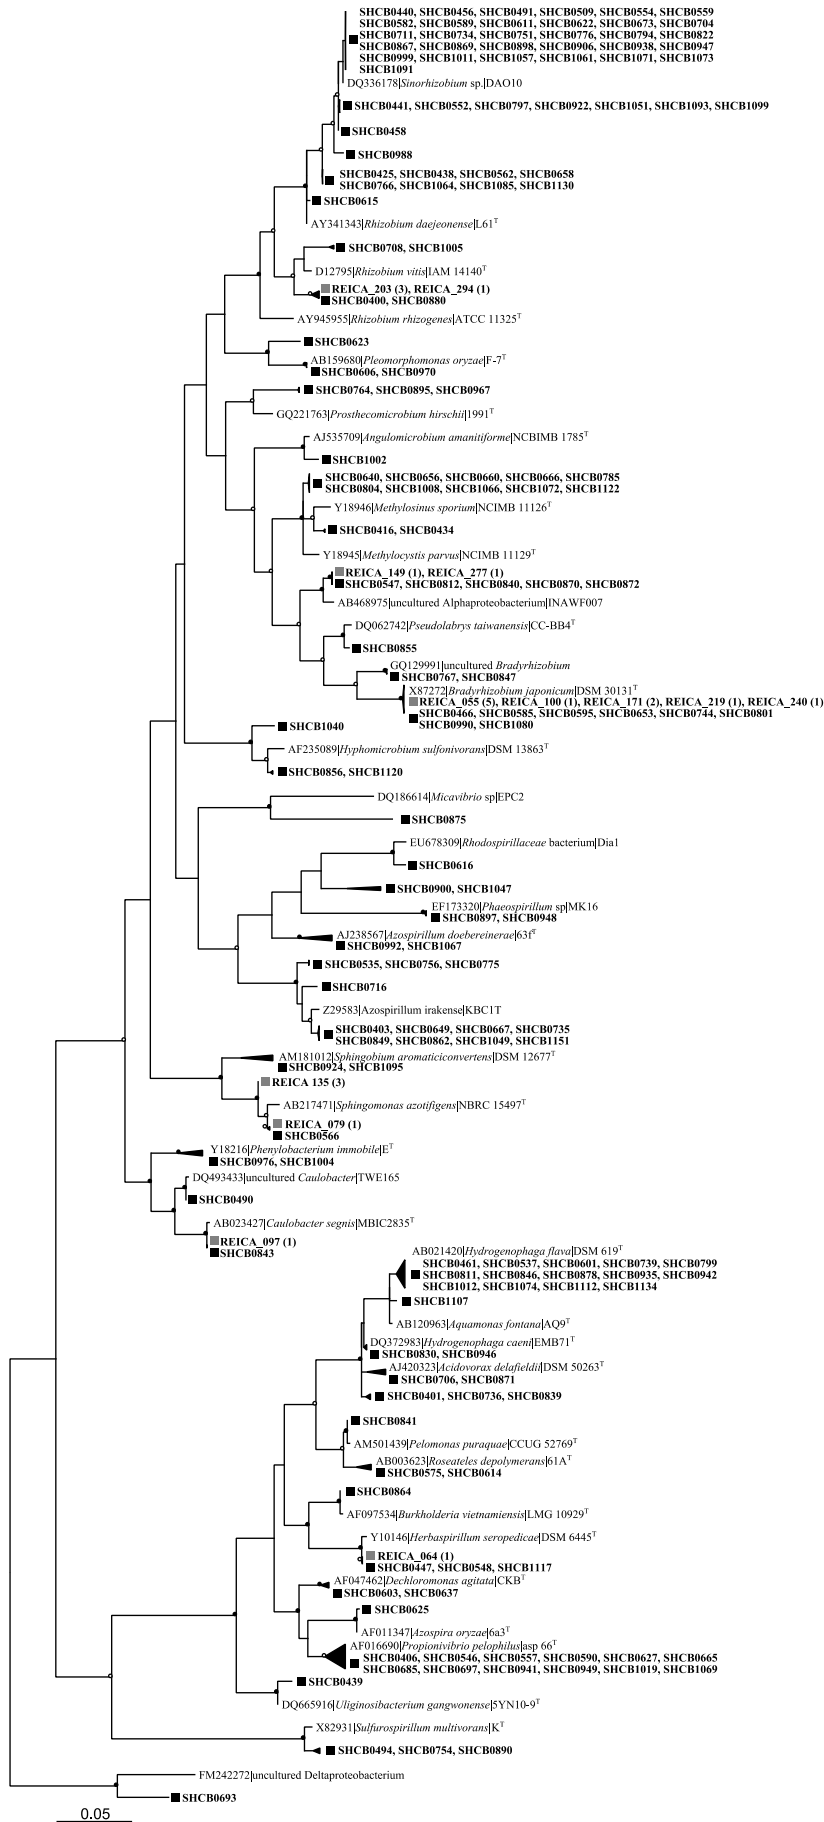 SHCB0440, SHCB0456, SHCB0491, SHCB0509, SHCB0554, SHCB0559
SHCB0582, SHCB0589, SHCB0611, SHCB0622, SHCB0673, SHCB0704
SHCB0711, SHCB0734, SHCB0751, SHCB0776, SHCB0794, SHCB0822
SHCB0867, SHCB0869, SHCB0898, SHCB0906, SHCB0938, SHCB0947
SHCB0999, SHCB1011, SHCB1057, SHCB1061, SHCB1071, SHCB1073
SHCB1091
DQ336178|Sinorhizobium sp.|DAO10
SHCB0441, SHCB0552, SHCB0797, SHCB0922, SHCB1051, SHCB1093, SHCB1099
SHCB0458
SHCB0988
SHCB0425, SHCB0438, SHCB0562, SHCB0658
SHCB0766, SHCB1064, SHCB1085, SHCB1130
SHCB0615
AY341343|Rhizobium daejeonense|L61T
SHCB0708, SHCB1005
D12795|Rhizobium vitis|IAM 14140T
REICA_203 (3), REICA_294 (1)
SHCB0400, SHCB0880
AY945955|Rhizobium rhizogenes|ATCC 11325T
SHCB0623
AB159680|Pleomorphomonas oryzae|F-7T
SHCB0606, SHCB0970
SHCB0764, SHCB0895, SHCB0967
GQ221763|Prosthecomicrobium hirschii|1991T
AJ535709|Angulomicrobium amanitiforme|NCBIMB 1785T
SHCB1002
SHCB0640, SHCB0656, SHCB0660, SHCB0666, SHCB0785
SHCB0804, SHCB1008, SHCB1066, SHCB1072, SHCB1122
Y18946|Methylosinus sporium|NCIMB 11126T
SHCB0416, SHCB0434
Y18945|Methylocystis parvus|NCIMB 11129T
REICA_149 (1), REICA_277 (1)
SHCB0547, SHCB0812, SHCB0840, SHCB0870, SHCB0872
AB468975|uncultured Alphaproteobacterium|INAWF007
DQ062742|Pseudolabrys taiwanensis|CC-BB4T
SHCB0855
GQ129991|uncultured Bradyrhizobium
SHCB0767, SHCB0847
X87272|Bradyrhizobium japonicum|DSM 30131T
REICA_055 (5), REICA_100 (1), REICA_171 (2), REICA_219 (1), REICA_240 (1)
SHCB0466, SHCB0585, SHCB0595, SHCB0653, SHCB0744, SHCB0801
SHCB0990, SHCB1080
SHCB1040
AF235089|Hyphomicrobium sulfonivorans|DSM 13863T
SHCB0856, SHCB1120
DQ186614|Micavibrio sp|EPC2
SHCB0875
EU678309|Rhodospirillaceae bacterium|Dia1
SHCB0616
SHCB0900, SHCB1047
EF173320|Phaeospirillum sp|MK16
SHCB0897, SHCB0948
AJ238567|Azospirillum doebereinerae|63fT
SHCB0992, SHCB1067
SHCB0535, SHCB0756, SHCB0775
SHCB0716
Z29583|Azospirillum irakense|KBC1T
SHCB0403, SHCB0649, SHCB0667, SHCB0735
SHCB0849, SHCB0862, SHCB1049, SHCB1151
AM181012|Sphingobium aromaticiconvertens|DSM 12677T
SHCB0924, SHCB1095
REICA 135 (3)
AB217471|Sphingomonas azotifigens|NBRC 15497T
REICA_079 (1)
SHCB0566
Y18216|Phenylobacterium immobile|ET
SHCB0976, SHCB1004
DQ493433|uncultured Caulobacter|TWE165
SHCB0490
AB023427|Caulobacter segnis|MBIC2835T
REICA_097 (1)
SHCB0843
AB021420|Hydrogenophaga flava|DSM 619T
SHCB0461, SHCB0537, SHCB0601, SHCB0739, SHCB0799
SHCB0811, SHCB0846, SHCB0878, SHCB0935, SHCB0942
SHCB1012, SHCB1074, SHCB1112, SHCB1134
SHCB1107
AB120963|Aquamonas fontana|AQ9T
DQ372983|Hydrogenophaga caeni|EMB71T
SHCB0830, SHCB0946
AJ420323|Acidovorax delafieldii|DSM 50263T
SHCB0706, SHCB0871
SHCB0401, SHCB0736, SHCB0839
SHCB0841
AM501439|Pelomonas puraquae|CCUG 52769T
AB003623|Roseateles depolymerans|61AT
SHCB0575, SHCB0614
SHCB0864
AF097534|Burkholderia vietnamiensis|LMG 10929T
Y10146|Herbaspirillum seropedicae|DSM 6445T
REICA_064 (1)
SHCB0447, SHCB0548, SHCB1117
AF047462|Dechloromonas agitata|CKBT
SHCB0603, SHCB0637
SHCB0625
AF011347|Azospira oryzae|6a3T
AF016690|Propionivibrio pelophilus|asp 66T
SHCB0406, SHCB0546, SHCB0557, SHCB0590, SHCB0627, SHCB0665
SHCB0685, SHCB0697, SHCB0941, SHCB0949, SHCB1019, SHCB1069
SHCB0439
DQ665916|Uliginosibacterium gangwonense|5YN10-9T
X82931|Sulfurospirillum multivorans|KT
SHCB0494, SHCB0754, SHCB0890
FM242272|uncultured Deltaproteobacterium
SHCB0693
0.05